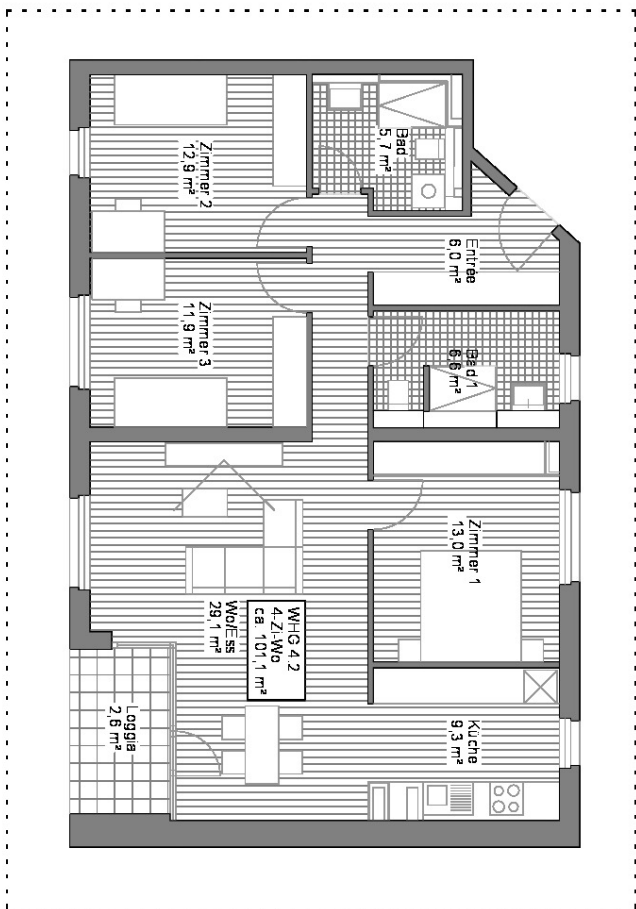 Zimmer 2
12,9 m²
Bad
5,7 m²
Entrée
6,0 m²
Zimmer 3
11,9 m²
Bad 1
6,6 m²
Zimmer 1
13,0 m²
WHG 4.2
4-Zi-Wo
ca. 101,1 m²
Wo/Ess
29,1 m²
Loggia
2,6 m²
Küche
9,3 m²